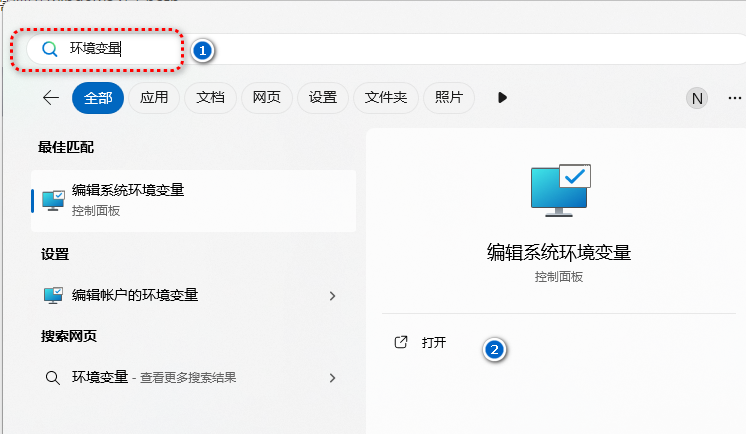 环境变量
1
全部 应用 文档 网页 设置 文件夹 照片 N
最佳匹配
编辑系统环境变量
控制面板
设置
编辑帐户的环境变量
搜索网页
环境变量 - 查看更多搜索结果
编辑系统环境变量
控制面板
打开
2